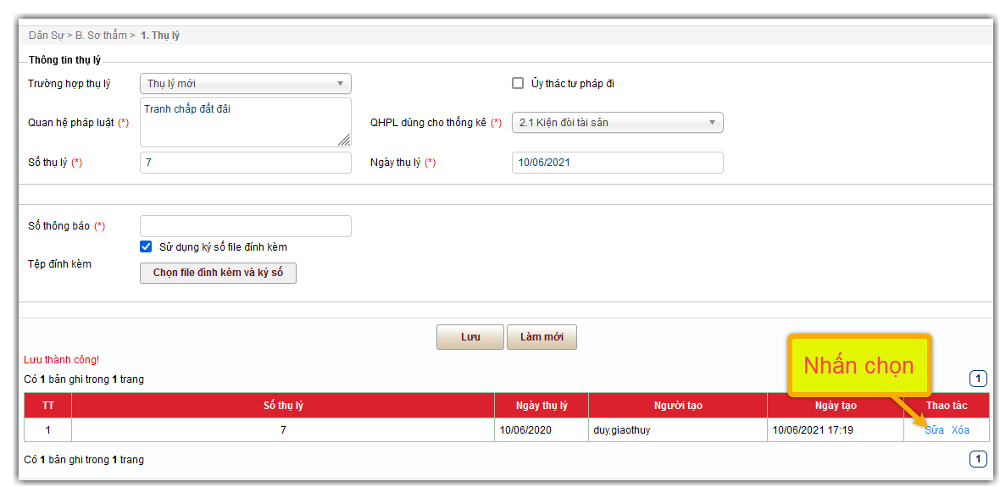 Dân Sự > B. Sơ thẩm > 1. Thụ lý
Thông tin thụ lý
Trường hợp thụ lý Thụ lý mới Ủy thác tư pháp đi
Quan hệ pháp luật (*) Tranh chấp đất đâi QHPL dùng cho thống kê (*) 2.1 Kiện đòi tài sản
Số thụ lý (*) 7 Ngày thụ lý (*) 10/06/2021
Số thông báo (*)
Sử dụng ký số file đính kèm
Tệp đính kèm
Chọn file đính kèm và ký số
Lưu Làm mới
Lưu thành công!
Nhấn chọn
Có 1 bản ghi trong 1 trang 1
TT Số thụ lý Ngày thụ lý Người tạo Ngày tạo Thao tác
1 7 10/06/2020 duy.giaothuy 10/06/2021 17:19 Sửa Xóa
Có 1 bản ghi trong 1 trang 1